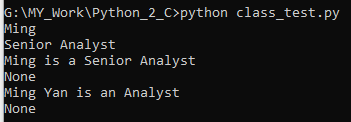 G:\MY_Work\Python_2_C>python class_test.py
Ming
Senior Analyst
Ming is a Senior Analyst
None
Ming Yan is an Analyst
None